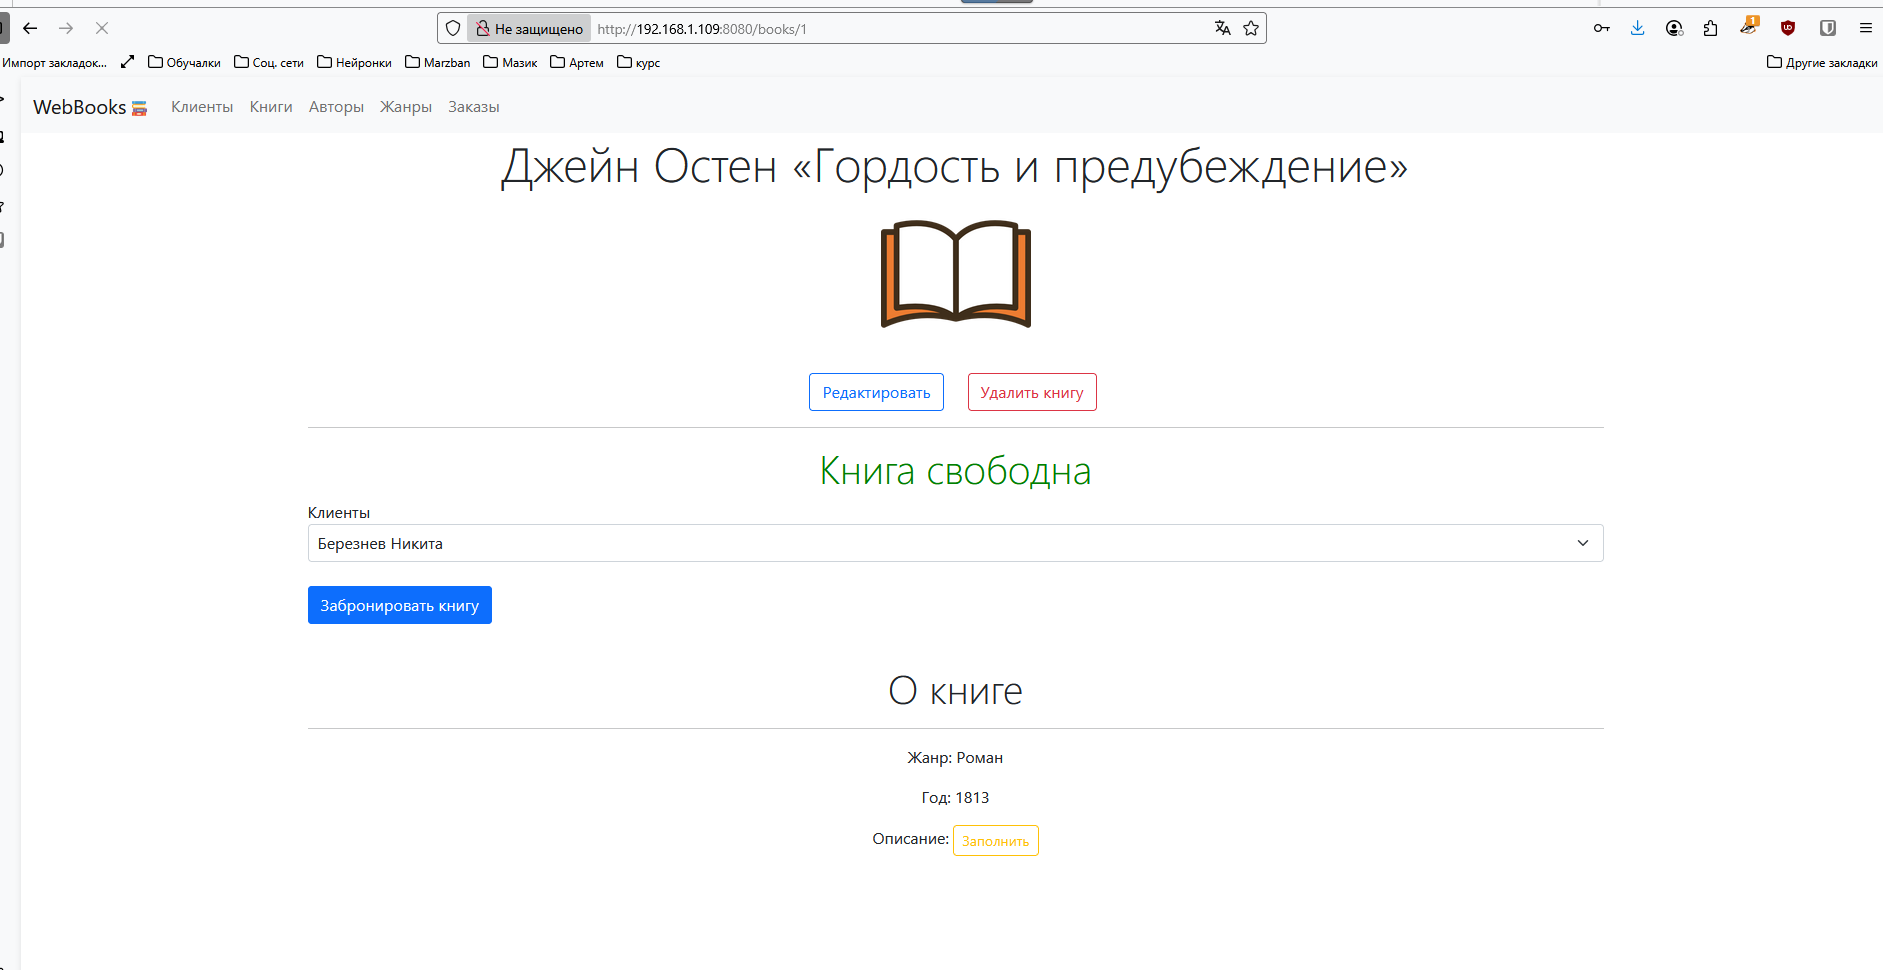 Не защищено http://192.168.1.109:8080/books/1
1
Импорт закладок... Обучалки Соц. сети Нейронки Marzban Мазик Артем курс Другие закладки
WebBooks Клиенты Книги Авторы Жанры Заказы
Джейн Остен «Гордость и предубеждение»
Редактировать Удалить книгу
Книга свободна
Клиенты
Березнев Никита
Забронировать книгу
О книге
Жанр: Роман
Год: 1813
Описание: Заполнить